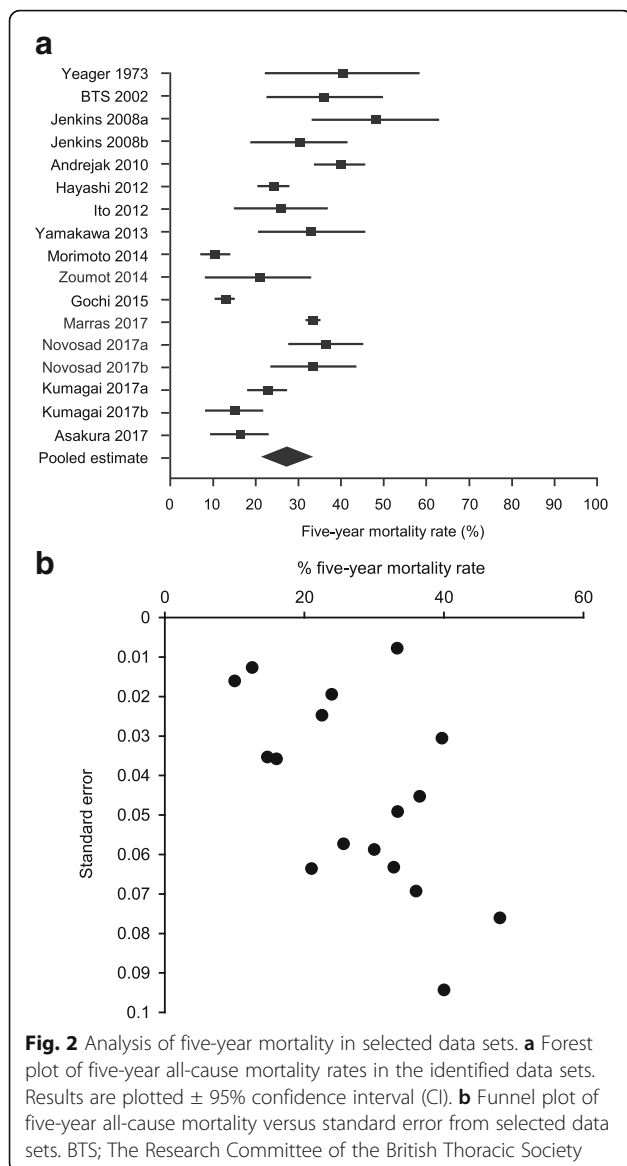 a
Yeager 1973
BTS 2002
Jenkins 2008a
Jenkins 2008b
Andrejak 2010
Hayashi 2012
Ito 2012
Yamakawa 2013
Morimoto 2014
Zoumot 2014
Gochi 2015
Marras 2017
Novosad 2017a
Novosad 2017b
Kumagai 2017a
Kumagai 2017b
Asakura 2017
Pooled estimate
0 10 20 30 40 50 60 70 80 90 100
Five-year mortality rate (%)
b
% five-year mortality rate
0 20 40 60
0
0.01
0.02
0.03
0.04
0.05
0.06
0.07
0.08
0.09
0.1
Standard error
Fig. 2 Analysis of five-year mortality in selected data sets. a Forest
plot of five-year all-cause mortality rates in the identified data sets.
Results are plotted ± 95% confidence interval (CI). b Funnel plot of
five-year all-cause mortality versus standard error from selected data
sets. BTS; The Research Committee of the British Thoracic Society